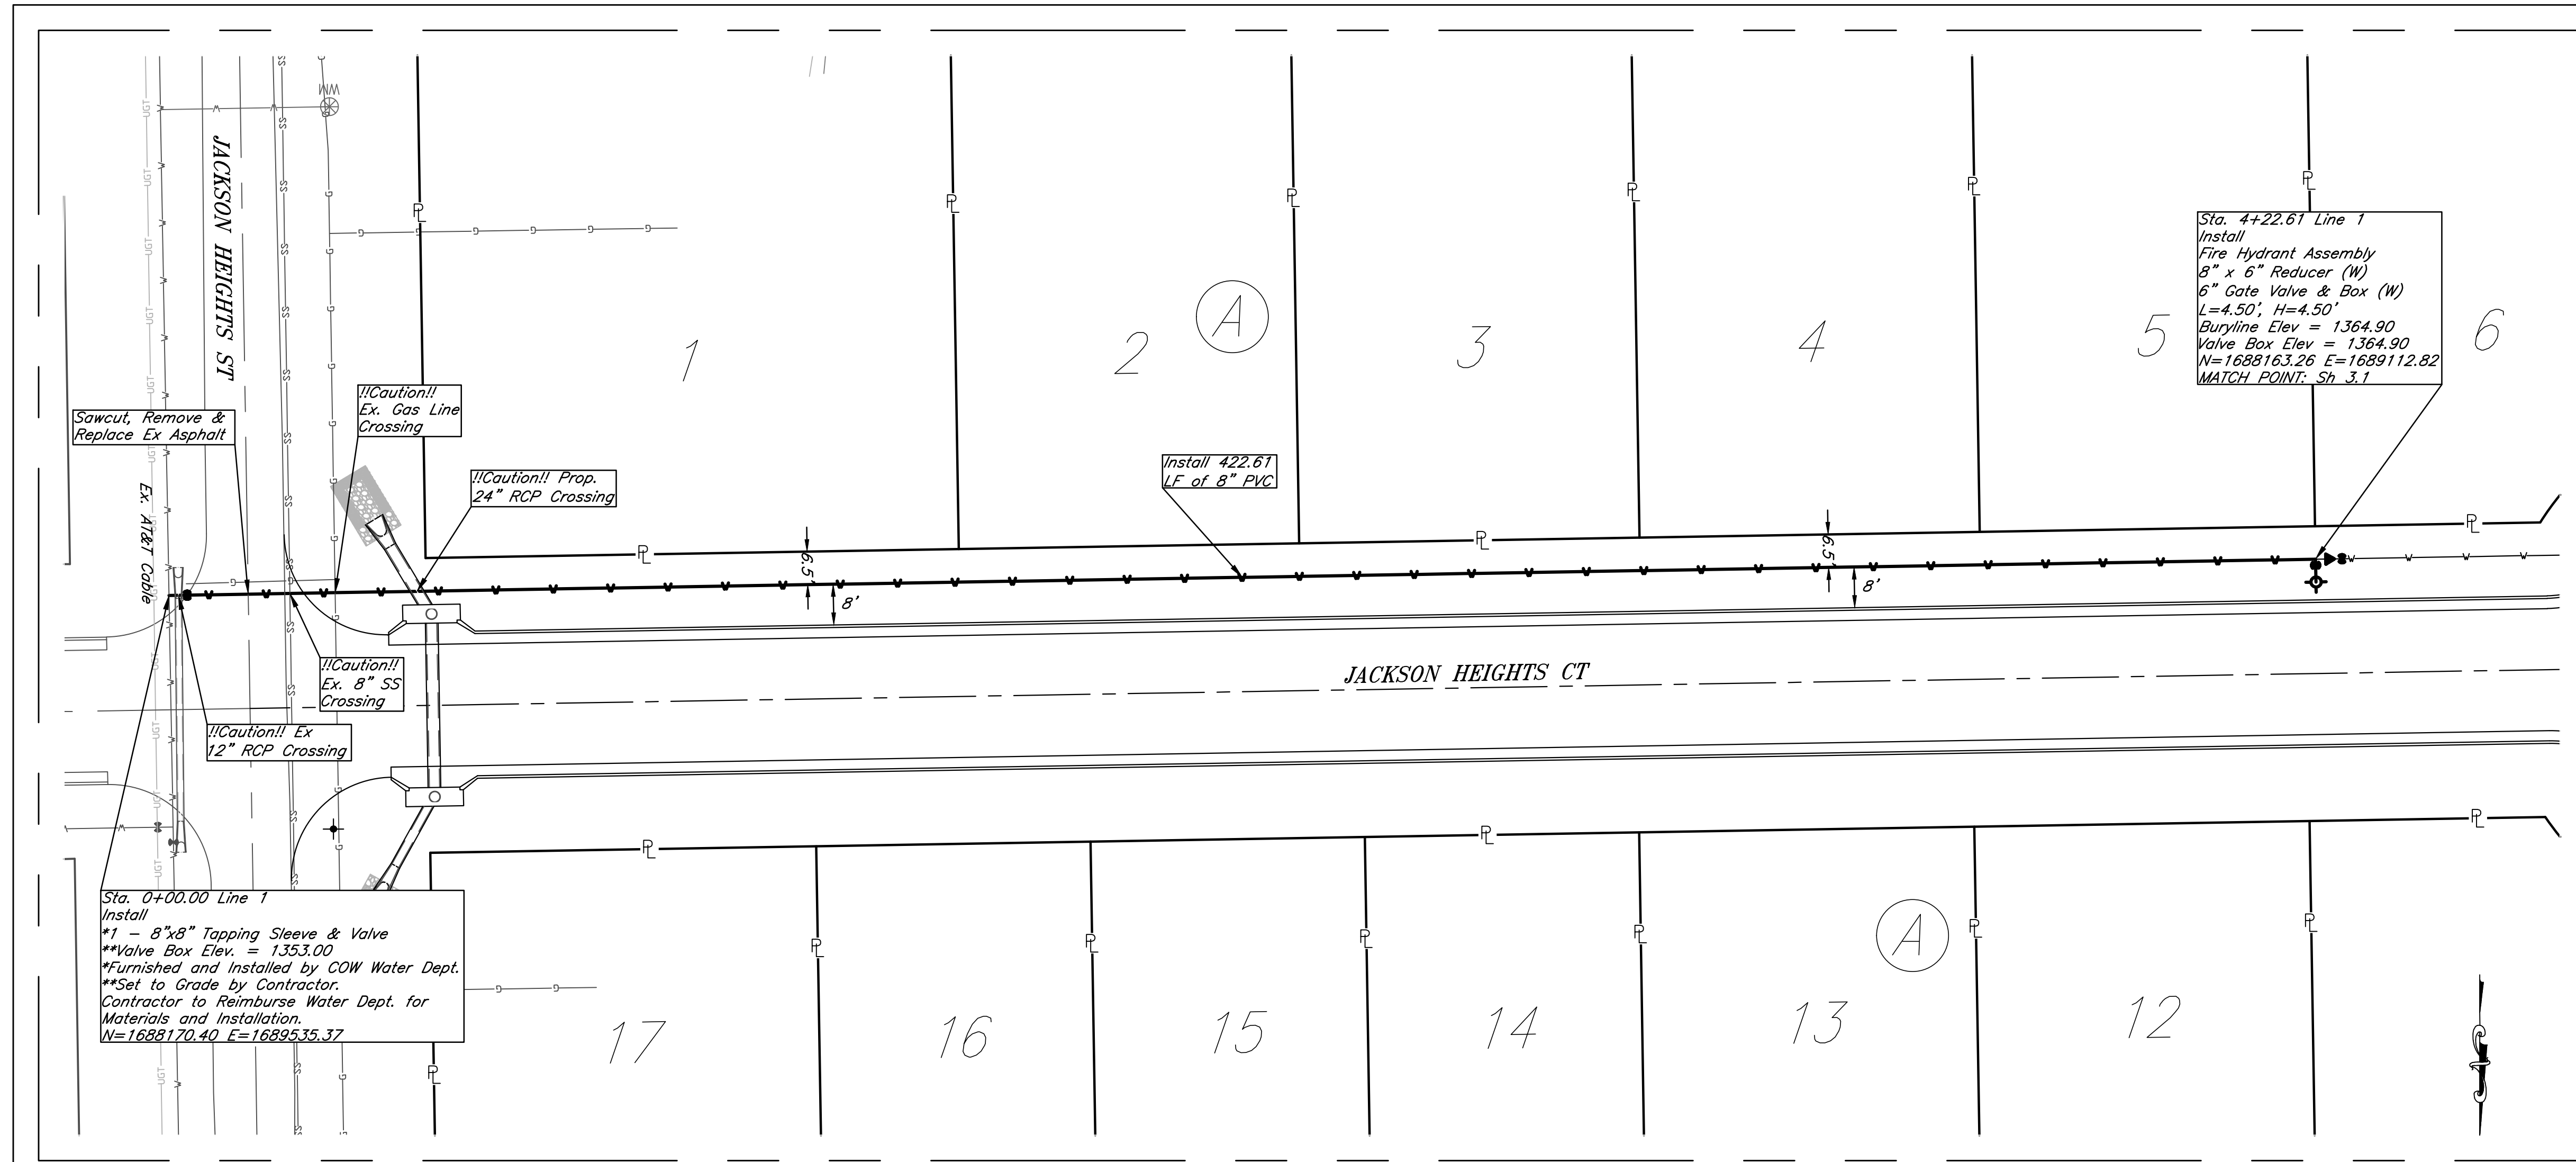 JACKSON HEIGHTS ST
WM
1
2
A
3
4
5
6
Sta. 4+22.61 Line 1
Install
Fire Hydrant Assembly
8" x 6" Reducer (W)
6" Gate Valve & Box (W)
L=4.50', H=4.50'
Buryline Elev = 1364.90
Valve Box Elev = 1364.90
N=1688163.26 E=1689112.82
MATCH POINT: Sh 3.1
Sawcut, Remove &
Replace Ex Asphalt
!!Caution!!
Ex. Gas Line
Crossing
!!Caution!! Prop.
24" RCP Crossing
Install 422.61
LF of 8" PVC
Ex. AT&T Cable
6.5'
8'
6.5'
8'
!!Caution!!
Ex. 8" SS
Crossing
!!Caution!! Ex
12" RCP Crossing
JACKSON HEIGHTS CT
Sta. 0+00.00 Line 1
Install
*1 - 8"x8" Tapping Sleeve & Valve
**Valve Box Elev. = 1353.00
*Furnished and Installed by COW Water Dept.
**Set to Grade by Contractor.
Contractor to Reimburse Water Dept. for
Materials and Installation.
N=1688170.40 E=1689535.37
17
16
15
14
13
A
12